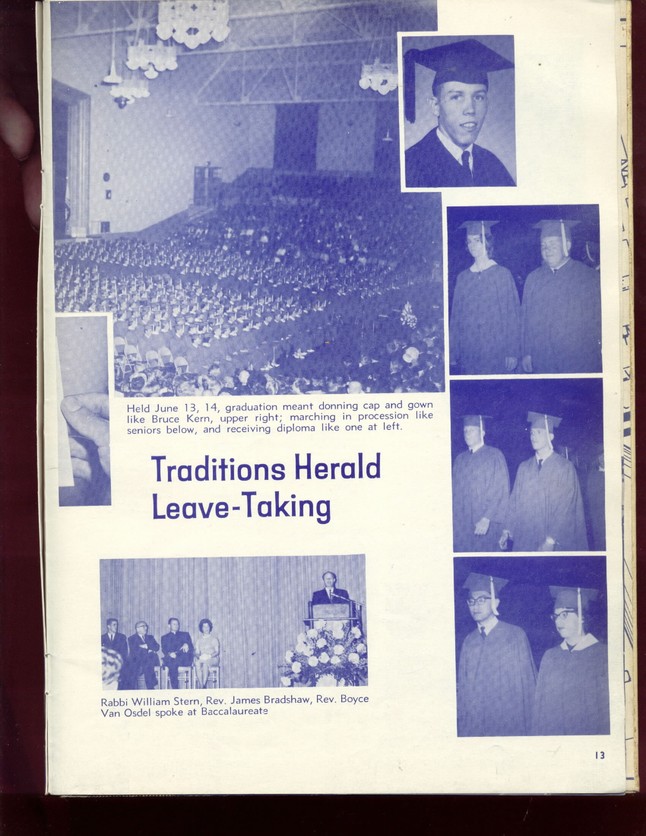 Held June 13, 14, graduation meant donning cap and gown
like Bruce Kern, upper right; marching in procession like
seniors below, and receiving diploma like one at left.
Traditions Herald
Leave-Taking
Rabbi William Stern, Rev. James Bradshaw, Rev. Boyce
Van Osdel spoke at Baccalaureate
13